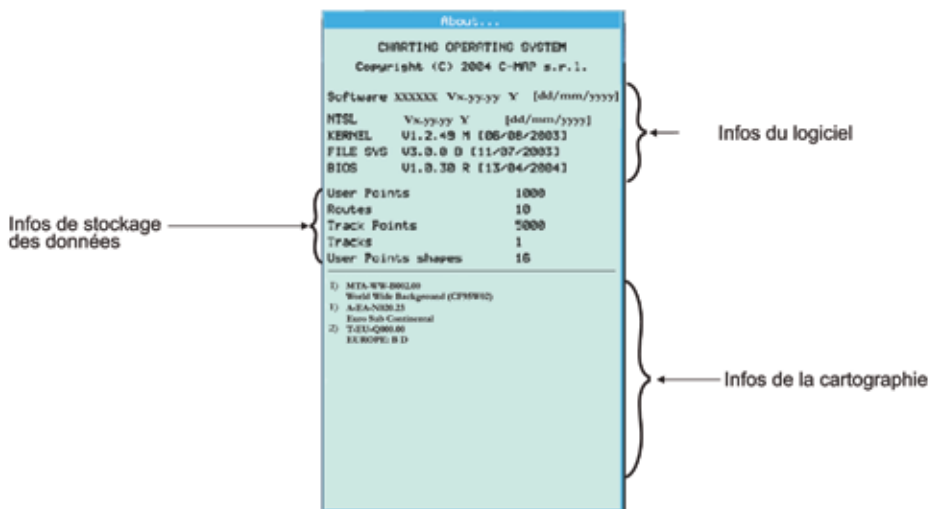 About...
CHARTING OPERATING SYSTEM
Copyright (C) 2004 C-MAP s.r.l.
Software XXXXXX Vx.yy.yy Y [dd/mm/yyyy]
NTSL Vx.yy.yy Y [dd/mm/yyyy]
KERNEL V1.2.49 M [06/08/2003]
FILE SYS V3.0.0 B [11/07/2003]
BIOS V1.0.30 R [13/04/2004]
Infos du logiciel
User Points 1000
Routes 10
Track Points 5000
Tracks 1
User Points shapes 16
Infos de stockage
des données
1) MTA-WW-B002.00
World Wide Background (CF95W02)
1) A-EA-N020.25
Euro Sub Continental
2) T-EU-Q000.00
EUROPE: B D
Infos de la cartographie